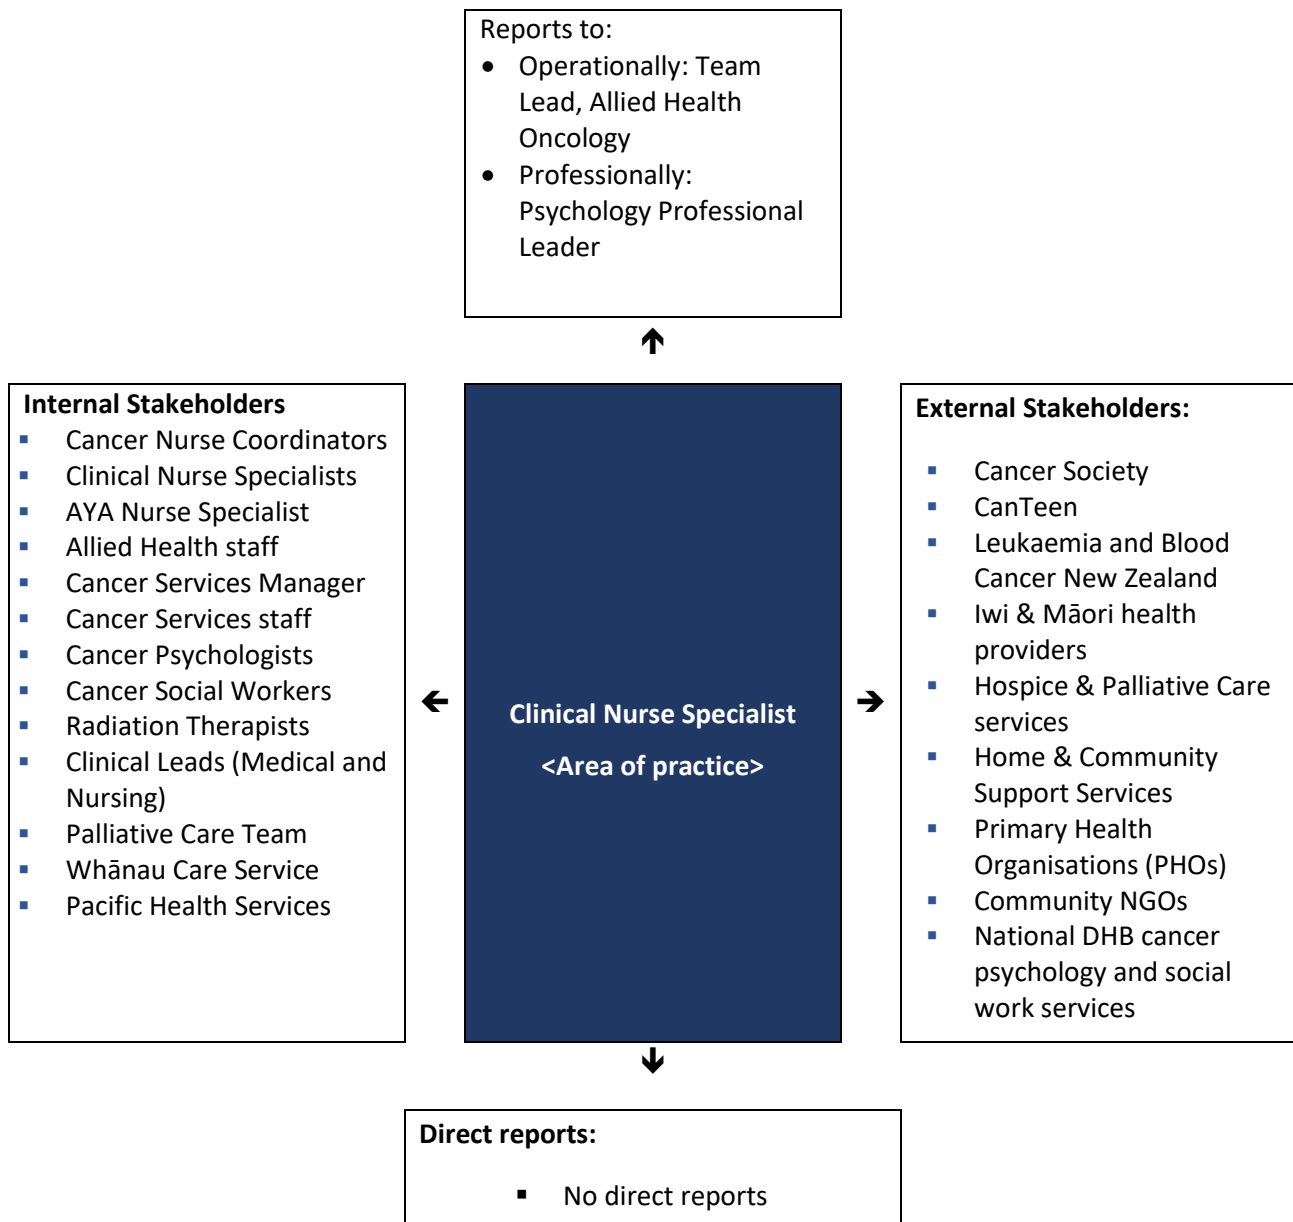 Reports to:
• Operationally: Team
Lead, Allied Health
Oncology
• Professionally:
Psychology Professional
Leader
Internal Stakeholders
▪ Cancer Nurse Coordinators
▪ Clinical Nurse Specialists
▪ AYA Nurse Specialist
▪ Allied Health staff
▪ Cancer Services Manager
▪ Cancer Services staff
▪ Cancer Psychologists
▪ Cancer Social Workers
▪ Radiation Therapists
▪ Clinical Leads (Medical and
Nursing)
▪ Palliative Care Team
▪ Whānau Care Service
▪ Pacific Health Services
Clinical Nurse Specialist
<Area of practice>
External Stakeholders:
▪ Cancer Society
▪ CanTeen
▪ Leukaemia and Blood
Cancer New Zealand
▪ Iwi & Māori health
providers
▪ Hospice & Palliative Care
services
▪ Home & Community
Support Services
▪ Primary Health
Organisations (PHOs)
▪ Community NGOs
▪ National DHB cancer
psychology and social
work services
Direct reports:
▪ No direct reports